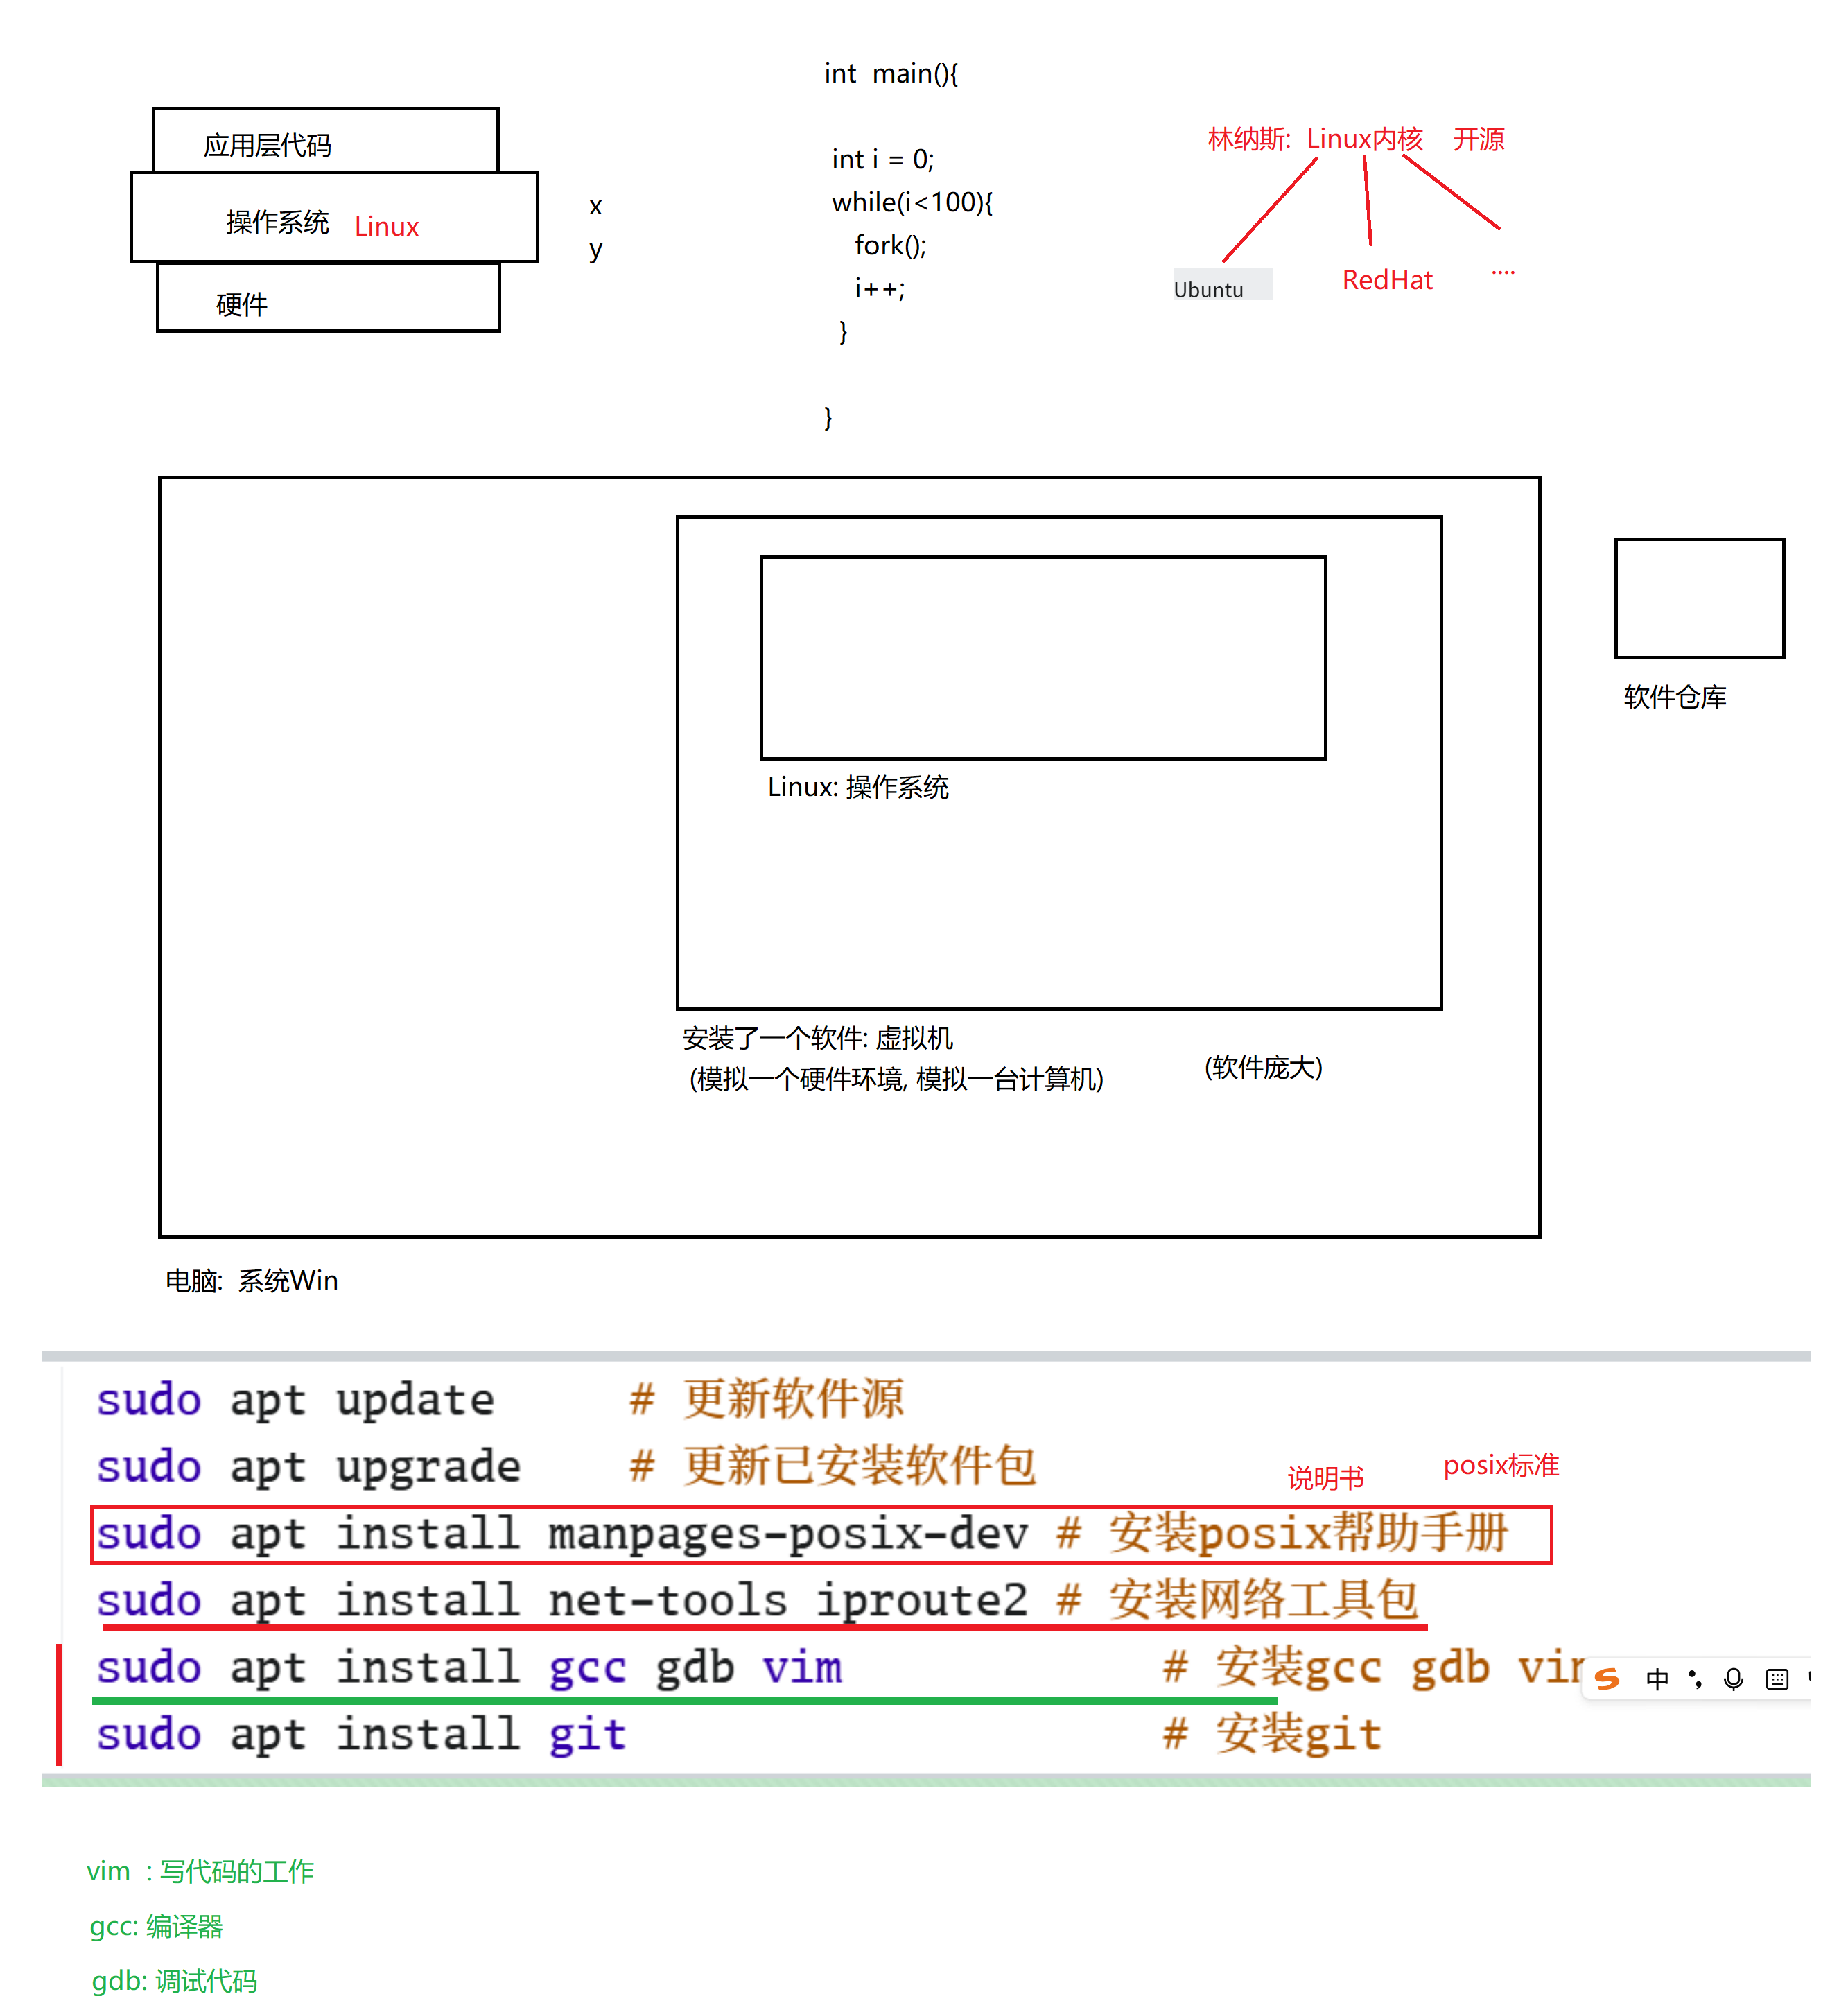 int  main(){
应用层代码
林纳斯:  Linux内核    开源
int i = 0;
操作系统   Linux
x
while(i<100){
y
fork();
硬件
i++;
Ubuntu
RedHat
....
}
}
软件仓库
Linux: 操作系统
安装了一个软件: 虚拟机
(模拟一个硬件环境, 模拟一台计算机)
(软件庞大)
电脑:  系统Win
sudo apt update     # 更新软件源
sudo apt upgrade    # 更新已安装软件包
说明书
posix标准
sudo apt install manpages-posix-dev # 安装posix帮助手册
sudo apt install net-tools iproute2 # 安装网络工具包
sudo apt install gcc gdb vim            # 安装gcc gdb
中
sudo apt install git                    # 安装git
vim  : 写代码的工作
gcc: 编译器
gdb: 调试代码